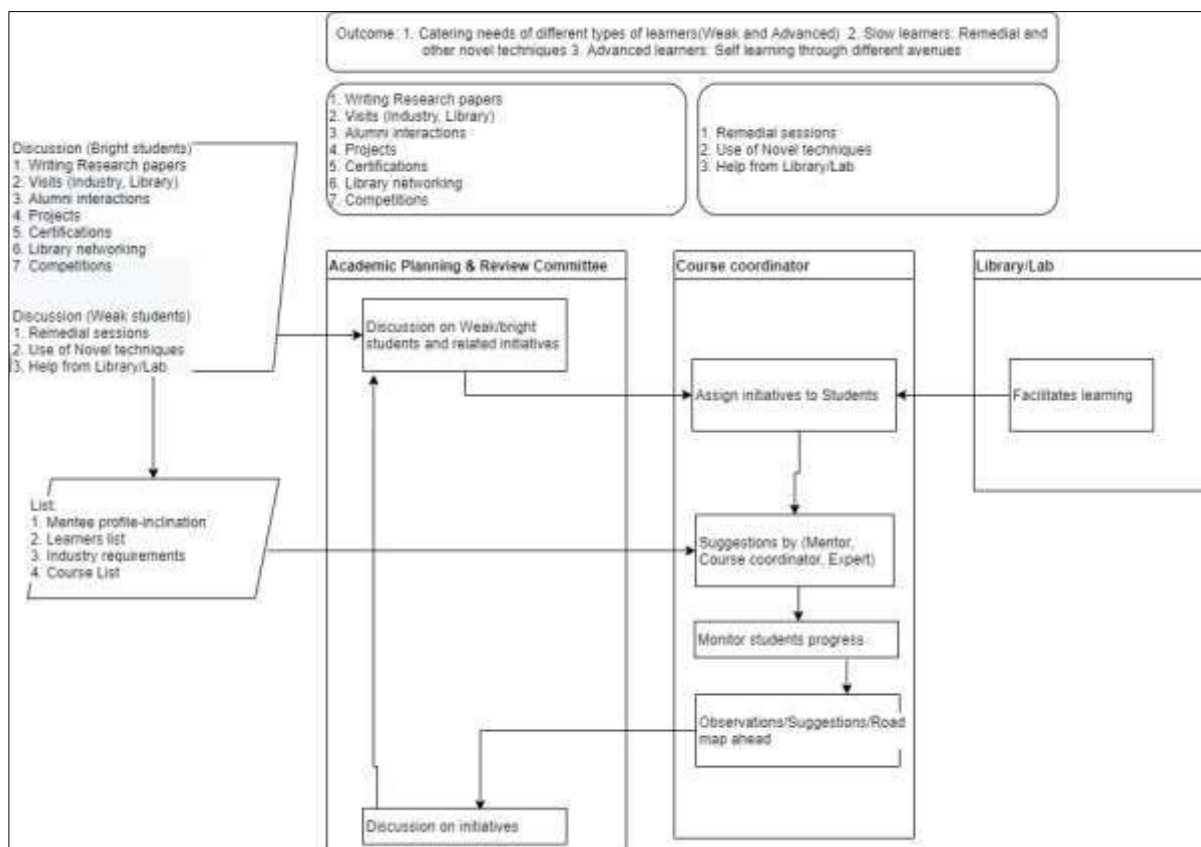 Outcome: 1. Catering needs of different types of learners(Weak and Advanced) 2. Slow learners: Remedial and
other novel techniques 3. Advanced learners: Self learning through different avenues
1. Writing Research papers
2. Visits (Industry, Library)
3. Alumni interactions
4. Projects
5. Certifications
6. Library networking
7. Competitions
1. Remedial sessions
2. Use of Novel techniques
3. Help from Library/Lab
Discussion (Bright students)
1. Writing Research papers
2. Visits (Industry, Library)
3. Alumni interactions
4. Projects
5. Certifications
6. Library networking
7. Competitions
Discussion (Weak students)
1. Remedial sessions
2. Use of Novel techniques
3. Help from Library/Lab
List:
1. Mentee profile-inclination
2. Learners list
3. Industry requirements
4. Course List
Academic Planning & Review Committee
Discussion on Weak/bright
students and related initiatives
Discussion on initiatives
Course coordinator
Assign initiatives to Students
Suggestions by (Mentor,
Course coordinator, Expert)
Monitor students progress
Observations/Suggestions/Road
map ahead
Library/Lab
Facilitates learning